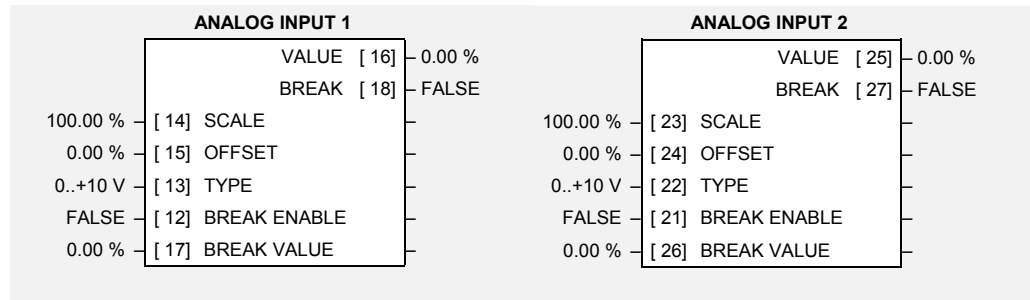 ANALOG INPUT 1
VALUE [ 16] 0.00 %
BREAK [ 18] FALSE
100.00 % [ 14] SCALE
0.00 % [ 15] OFFSET
0..+10 V [ 13] TYPE
FALSE [ 12] BREAK ENABLE
0.00 % [ 17] BREAK VALUE
ANALOG INPUT 2
VALUE [ 25] 0.00 %
BREAK [ 27] FALSE
100.00 % [ 23] SCALE
0.00 % [ 24] OFFSET
0..+10 V [ 22] TYPE
FALSE [ 21] BREAK ENABLE
0.00 % [ 26] BREAK VALUE